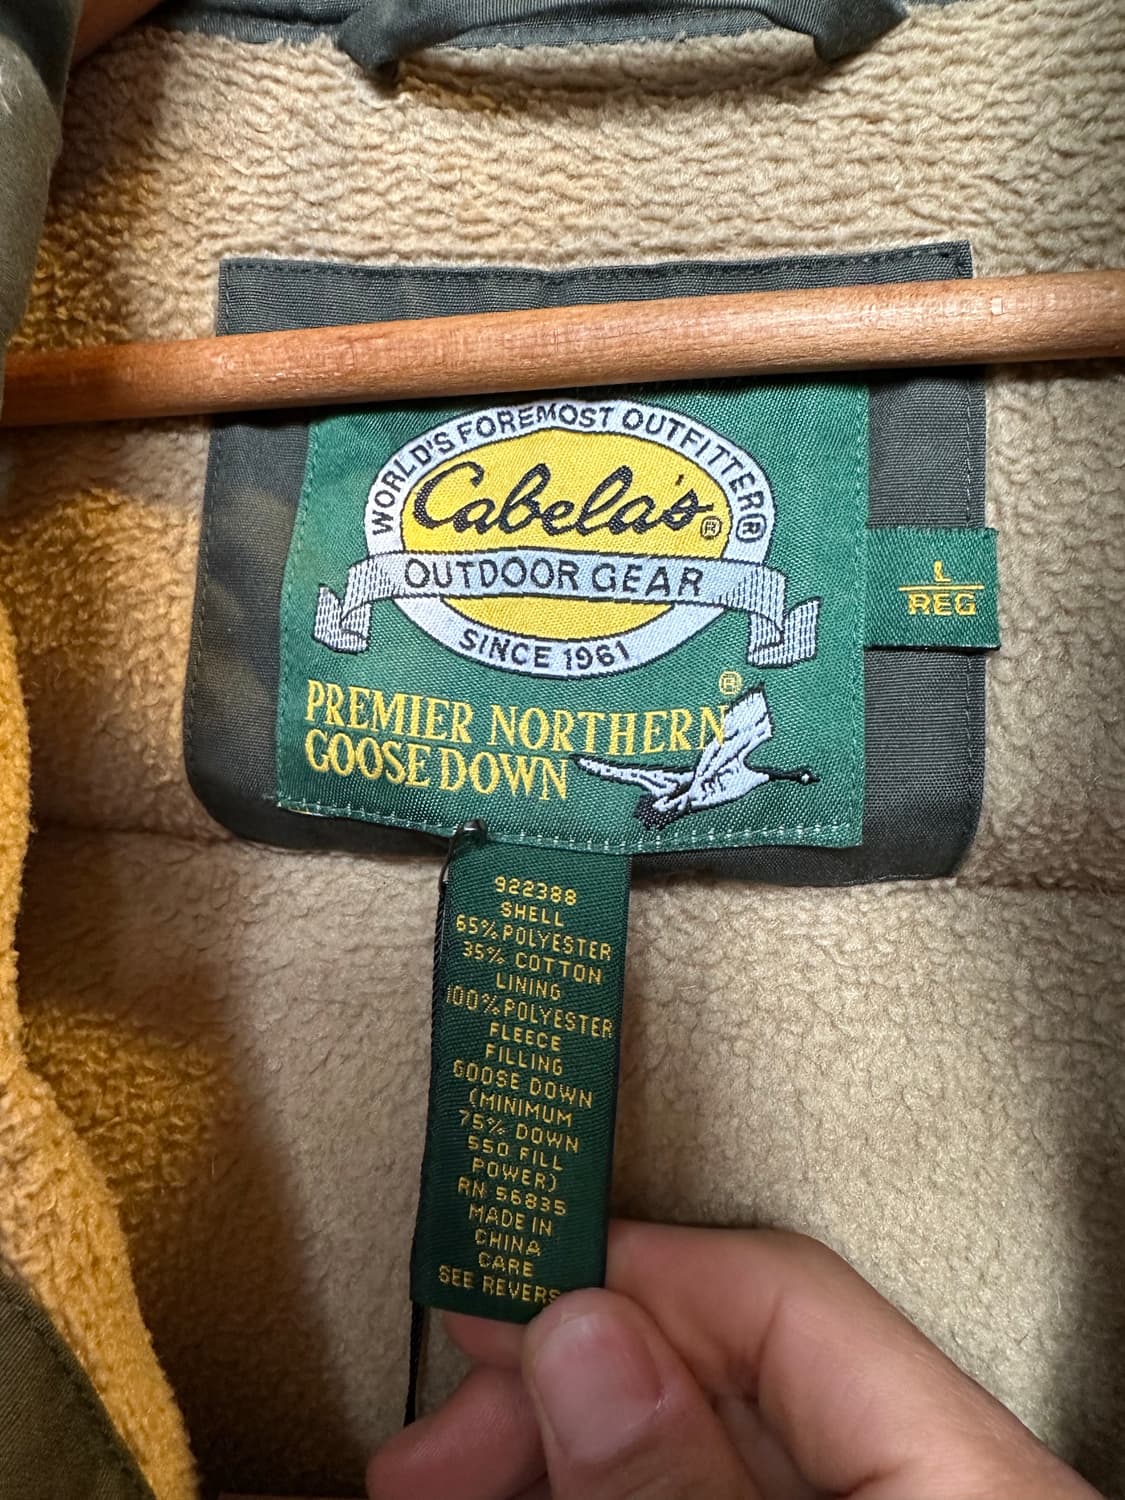 WORLD'S FOREMOST OUTFITTER®
Cabela's®
OUTDOOR GEAR
SINCE 1961
L
REG
PREMIER NORTHERN®
GOOSE DOWN
922388
SHELL
65% POLYESTER
35% COTTON
LINING
100% POLYESTER
FLEECE
FILLING
GOOSE DOWN
(MINIMUM
75% DOWN
550 FILL
POWER)
RN 56835
MADE IN
CHINA
CARE
SEE REVERS